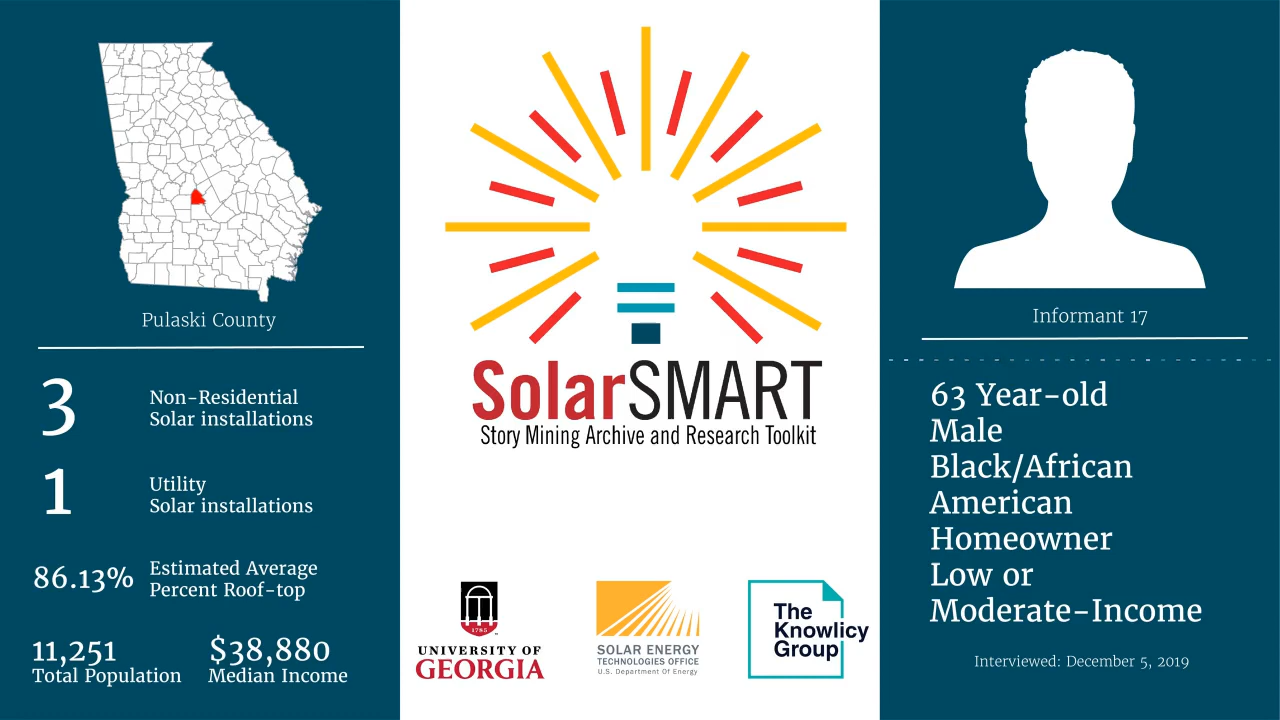 Pulaski County
3
Non-Residential
Solar installations
1
Utility
Solar installations
86.13%
Estimated Average
Percent Roof-top
11,251
Total Population
$38,880
Median Income
SolarSMART
Story Mining Archive and Research Toolkit
1785
UNIVERSITY OF
GEORGIA
SOLAR ENERGY
TECHNOLOGIES OFFICE
U.S. Department Of Energy
The
Knowlicy
Group
Informant 17
63 Year-old
Male
Black/African
American
Homeowner
Low or
Moderate-Income
Interviewed: December 5, 2019